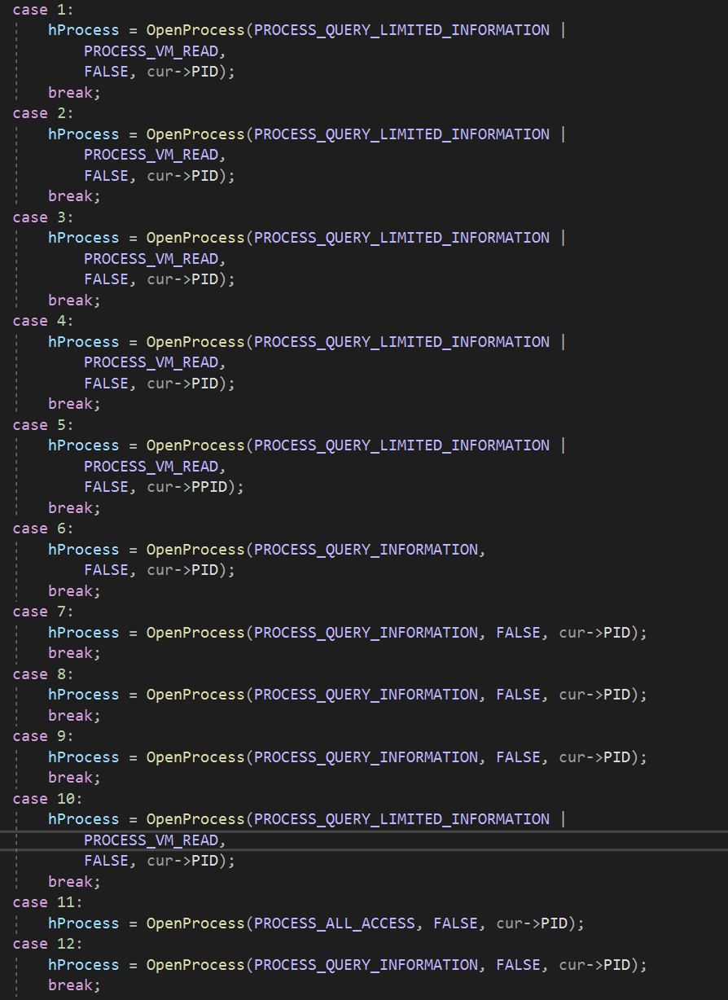 case 1:
hProcess = OpenProcess(PROCESS_QUERY_LIMITED_INFORMATION |
PROCESS_VM_READ,
FALSE, cur->PID);
break;
case 2:
hProcess = OpenProcess(PROCESS_QUERY_LIMITED_INFORMATION |
PROCESS_VM_READ,
FALSE, cur->PID);
break;
case 3:
hProcess = OpenProcess(PROCESS_QUERY_LIMITED_INFORMATION |
PROCESS_VM_READ,
FALSE, cur->PID);
break;
case 4:
hProcess = OpenProcess(PROCESS_QUERY_LIMITED_INFORMATION |
PROCESS_VM_READ,
FALSE, cur->PID);
break;
case 5:
hProcess = OpenProcess(PROCESS_QUERY_LIMITED_INFORMATION |
PROCESS_VM_READ,
FALSE, cur->PPID);
break;
case 6:
hProcess = OpenProcess(PROCESS_QUERY_INFORMATION,
FALSE, cur->PID);
break;
case 7:
hProcess = OpenProcess(PROCESS_QUERY_INFORMATION, FALSE, cur->PID);
break;
case 8:
hProcess = OpenProcess(PROCESS_QUERY_INFORMATION, FALSE, cur->PID);
break;
case 9:
hProcess = OpenProcess(PROCESS_QUERY_INFORMATION, FALSE, cur->PID);
break;
case 10:
hProcess = OpenProcess(PROCESS_QUERY_LIMITED_INFORMATION |
PROCESS_VM_READ,
FALSE, cur->PID);
break;
case 11:
hProcess = OpenProcess(PROCESS_ALL_ACCESS, FALSE, cur->PID);
case 12:
hProcess = OpenProcess(PROCESS_QUERY_INFORMATION, FALSE, cur->PID);
break;